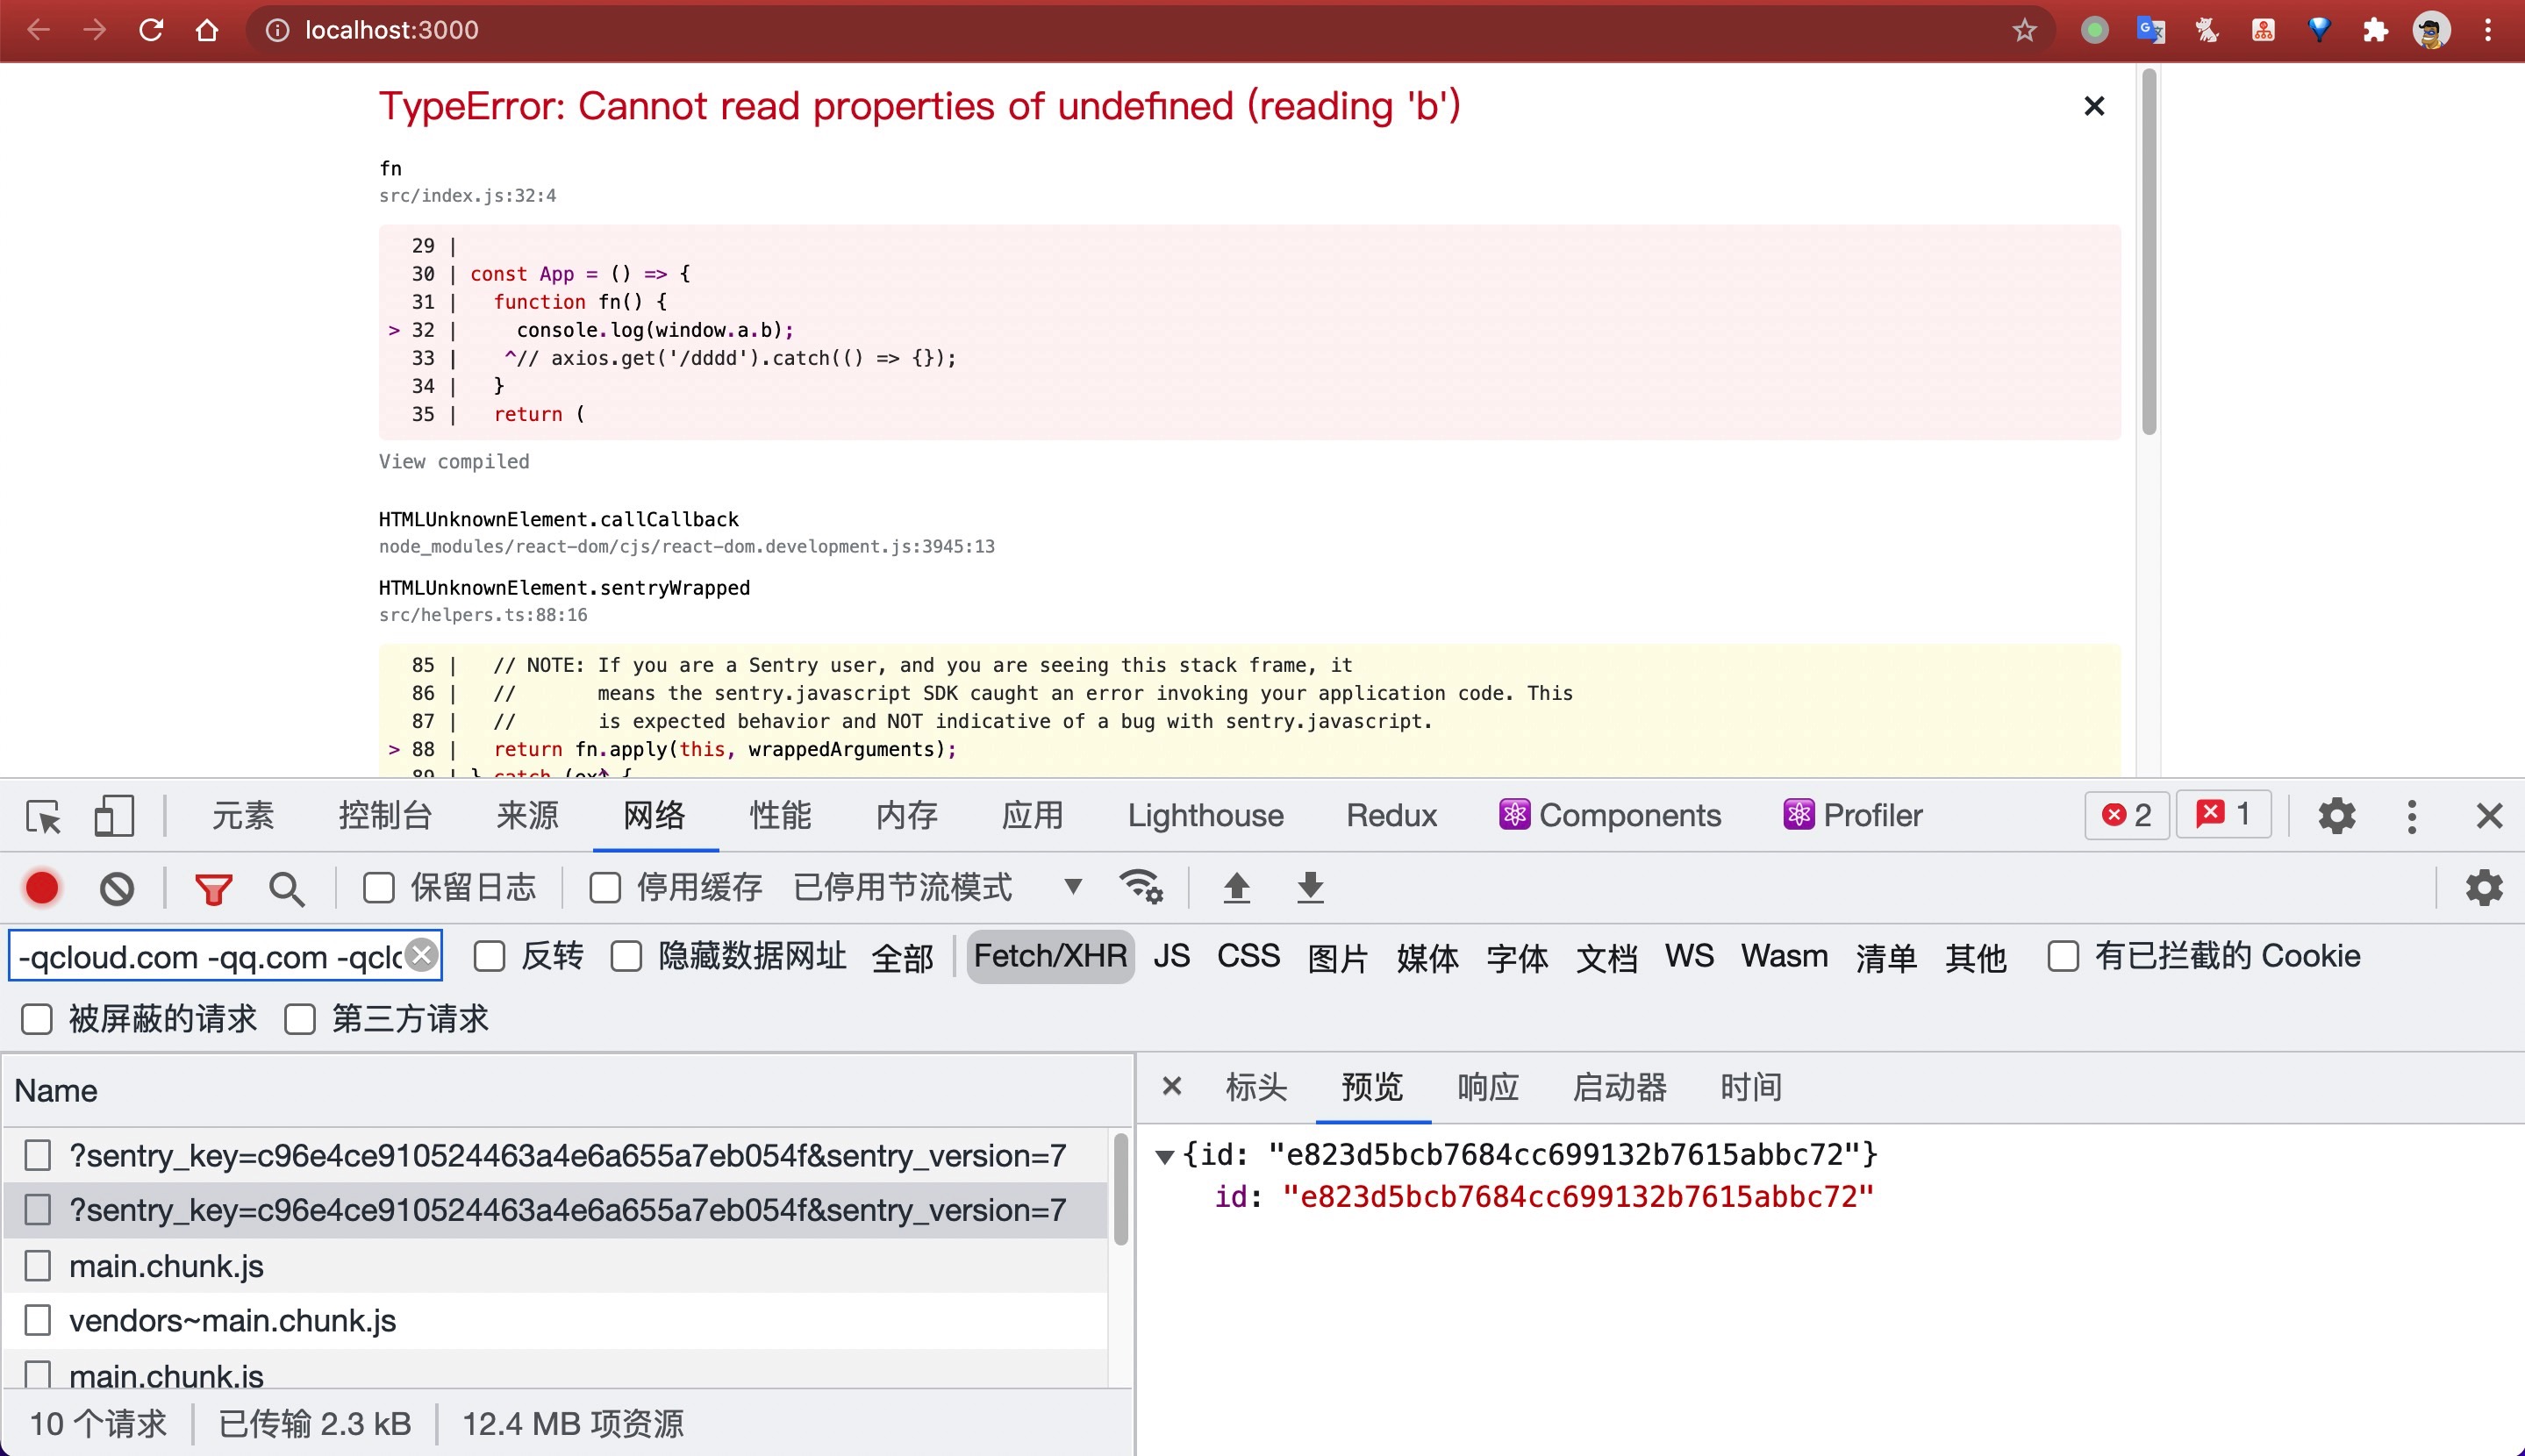 localhost:3000
TypeError: Cannot read properties of undefined (reading 'b')
fn
src/index.js:32:4
29 |
30 | const App = () => {
31 |   function fn() {
> 32 |     console.log(window.a.b);
33 |    ^// axios.get('/dddd').catch(() => {});
34 |   }
35 |   return (
View compiled
HTMLUnknownElement.callCallback
node_modules/react-dom/cjs/react-dom.development.js:3945:13
HTMLUnknownElement.sentryWrapped
src/helpers.ts:88:16
85 |   // NOTE: If you are a Sentry user, and you are seeing this stack frame, it
86 |   //       means the sentry.javascript SDK caught an error invoking your application code. This
87 |   //       is expected behavior and NOT indicative of a bug with sentry.javascript.
> 88 |   return fn.apply(this, wrappedArguments);
89 | } catch (ex^ {
元素 控制台 来源 网络 性能 内存 应用 Lighthouse Redux Components Profiler 2 1
保留日志 停用缓存 已停用节流模式
-qcloud.com -qq.com -qclc 反转 隐藏数据网址 全部 Fetch/XHR JS CSS 图片 媒体 字体 文档 WS Wasm 清单 其他 有已拦截的 Cookie
被屏蔽的请求 第三方请求
Name
?sentry_key=c96e4ce910524463a4e6a655a7eb054f&sentry_version=7
?sentry_key=c96e4ce910524463a4e6a655a7eb054f&sentry_version=7
main.chunk.js
vendors~main.chunk.js
main.chunk.js
10 个请求 已传输 2.3 kB 12.4 MB 项资源
标头 预览 响应 启动器 时间
{id: "e823d5bcb7684cc699132b7615abbc72"}
id: "e823d5bcb7684cc699132b7615abbc72"